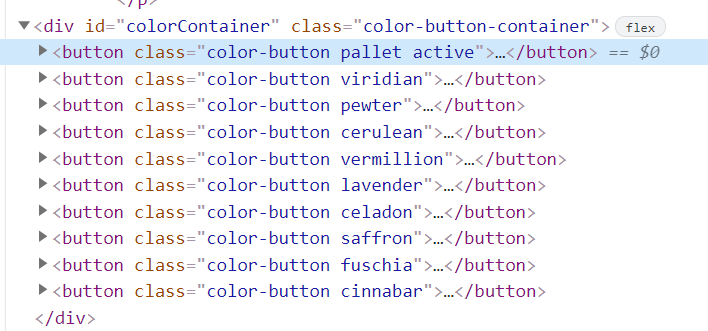 </p>
▼<div id="colorContainer" class="color-button-container"> flex
▶<button class="color-button pallet active">…</button> == $0
▶<button class="color-button viridian">…</button>
▶<button class="color-button pewter">…</button>
▶<button class="color-button cerulean">…</button>
▶<button class="color-button vermillion">…</button>
▶<button class="color-button lavender">…</button>
▶<button class="color-button celadon">…</button>
▶<button class="color-button saffron">…</button>
▶<button class="color-button fuschia">…</button>
▶<button class="color-button cinnabar">…</button>
</div>